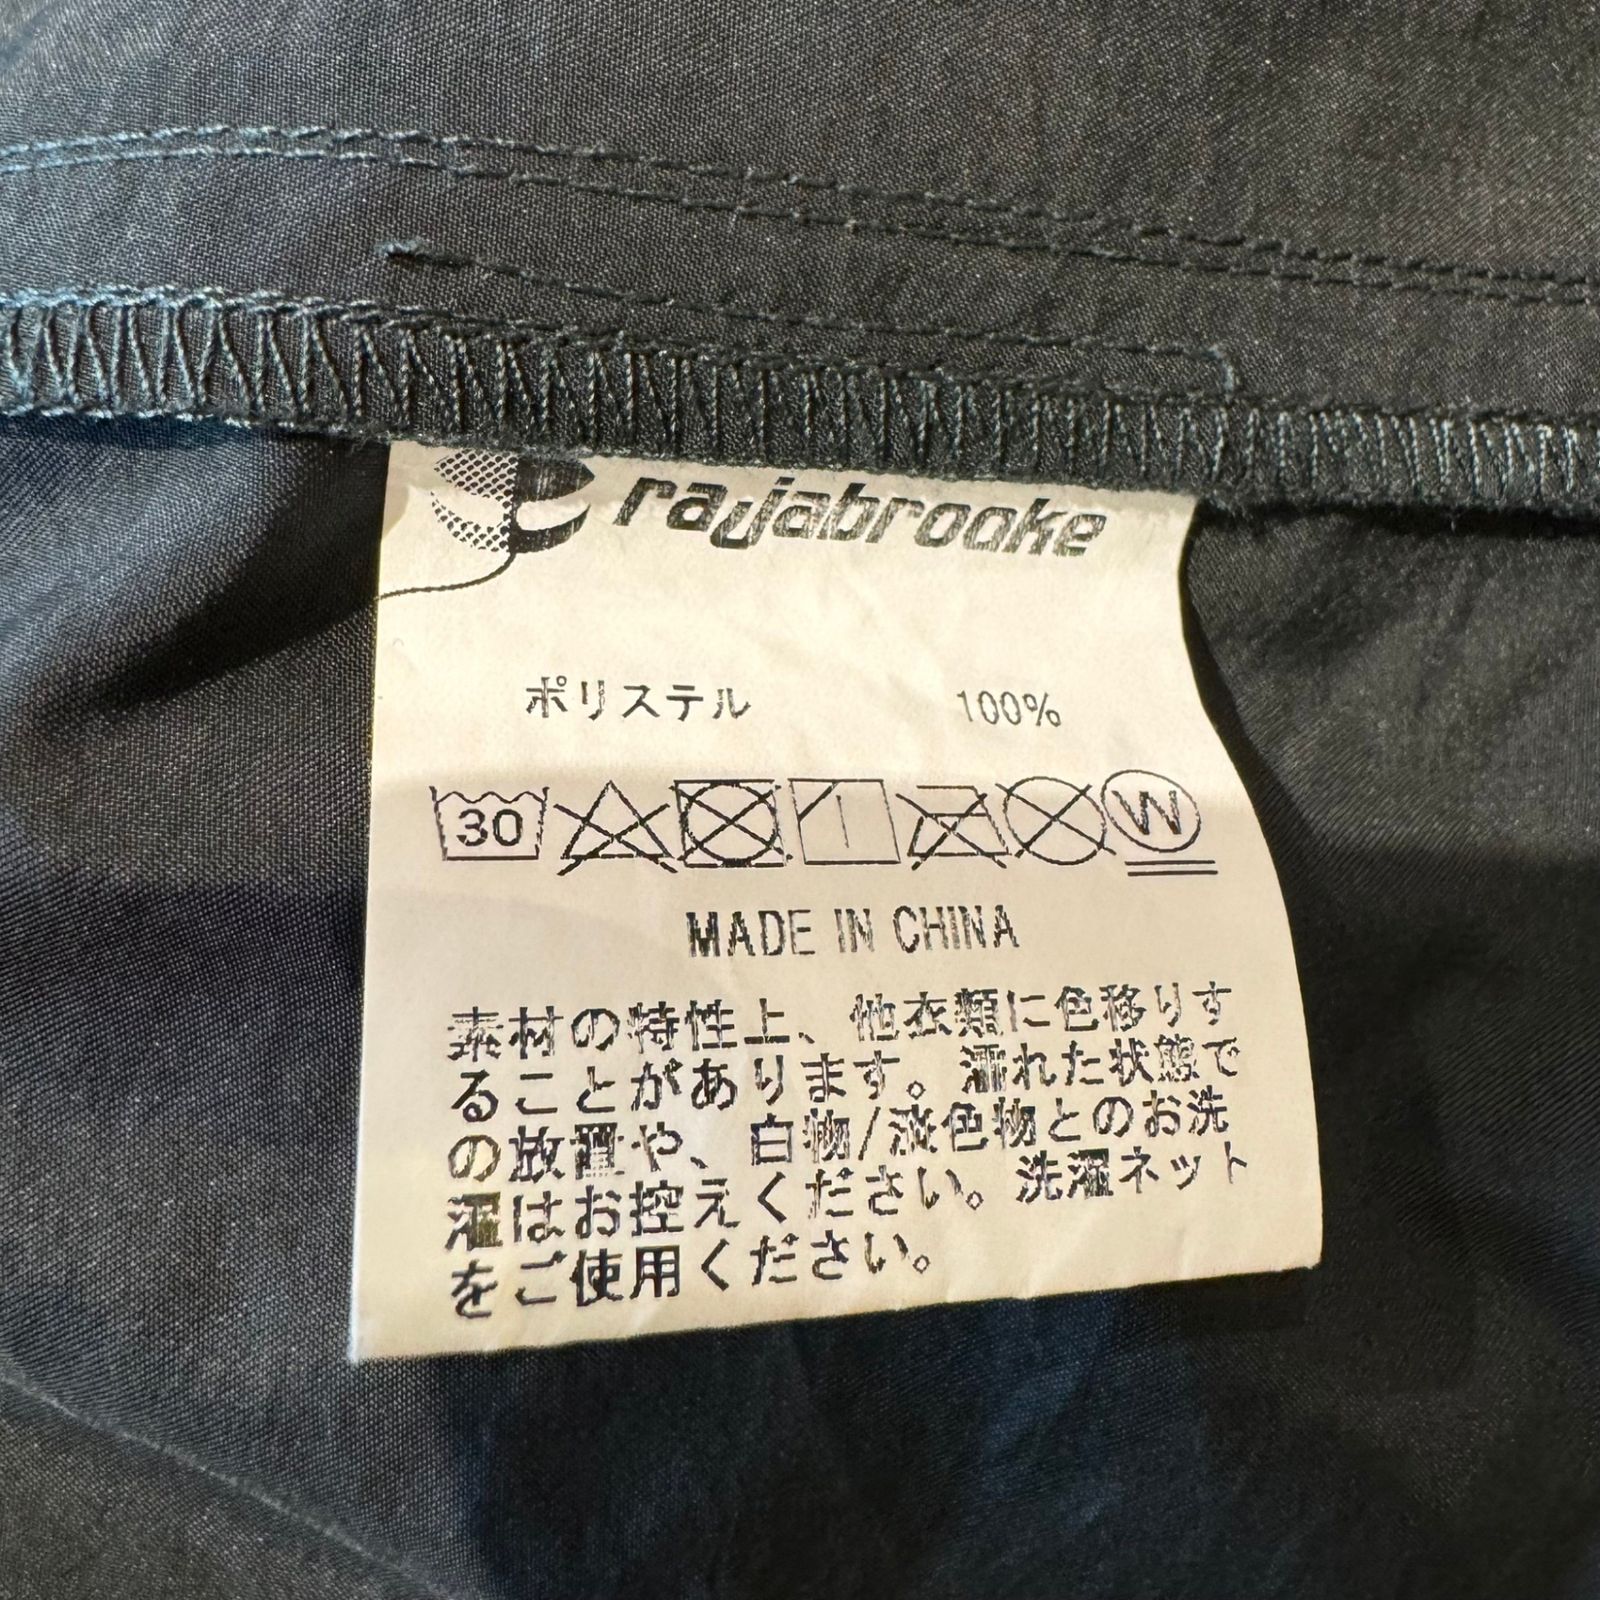 rajabrooke
ポリステル 100%
30
W
MADE IN CHINA
素材の特性上、他衣類に色移りす
ることがあります。濡れた状態で
の放置や、白物/淡色物とのお洗
濯はお控えください。洗濯ネット
をご使用ください。